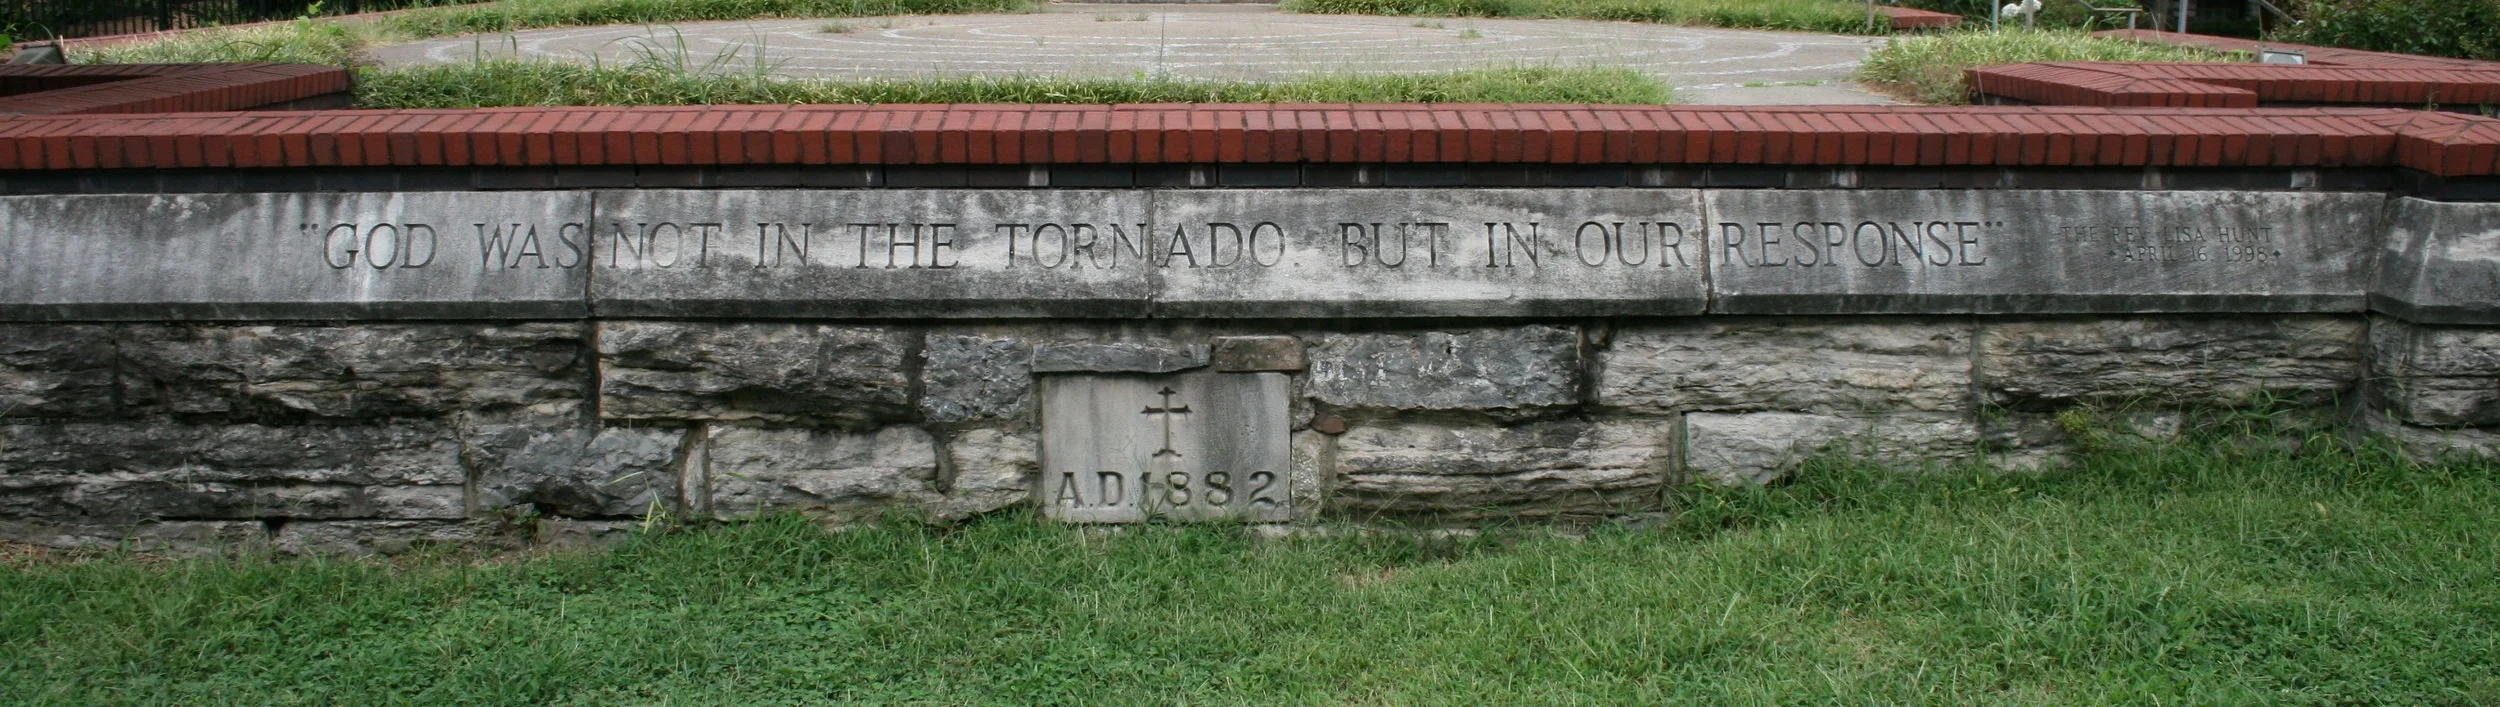 "GOD WAS NOT IN THE TORNADO. BUT IN OUR RESPONSE"
THE REV. LISA HUNT
APRIL 16, 1998
A.D. 1882